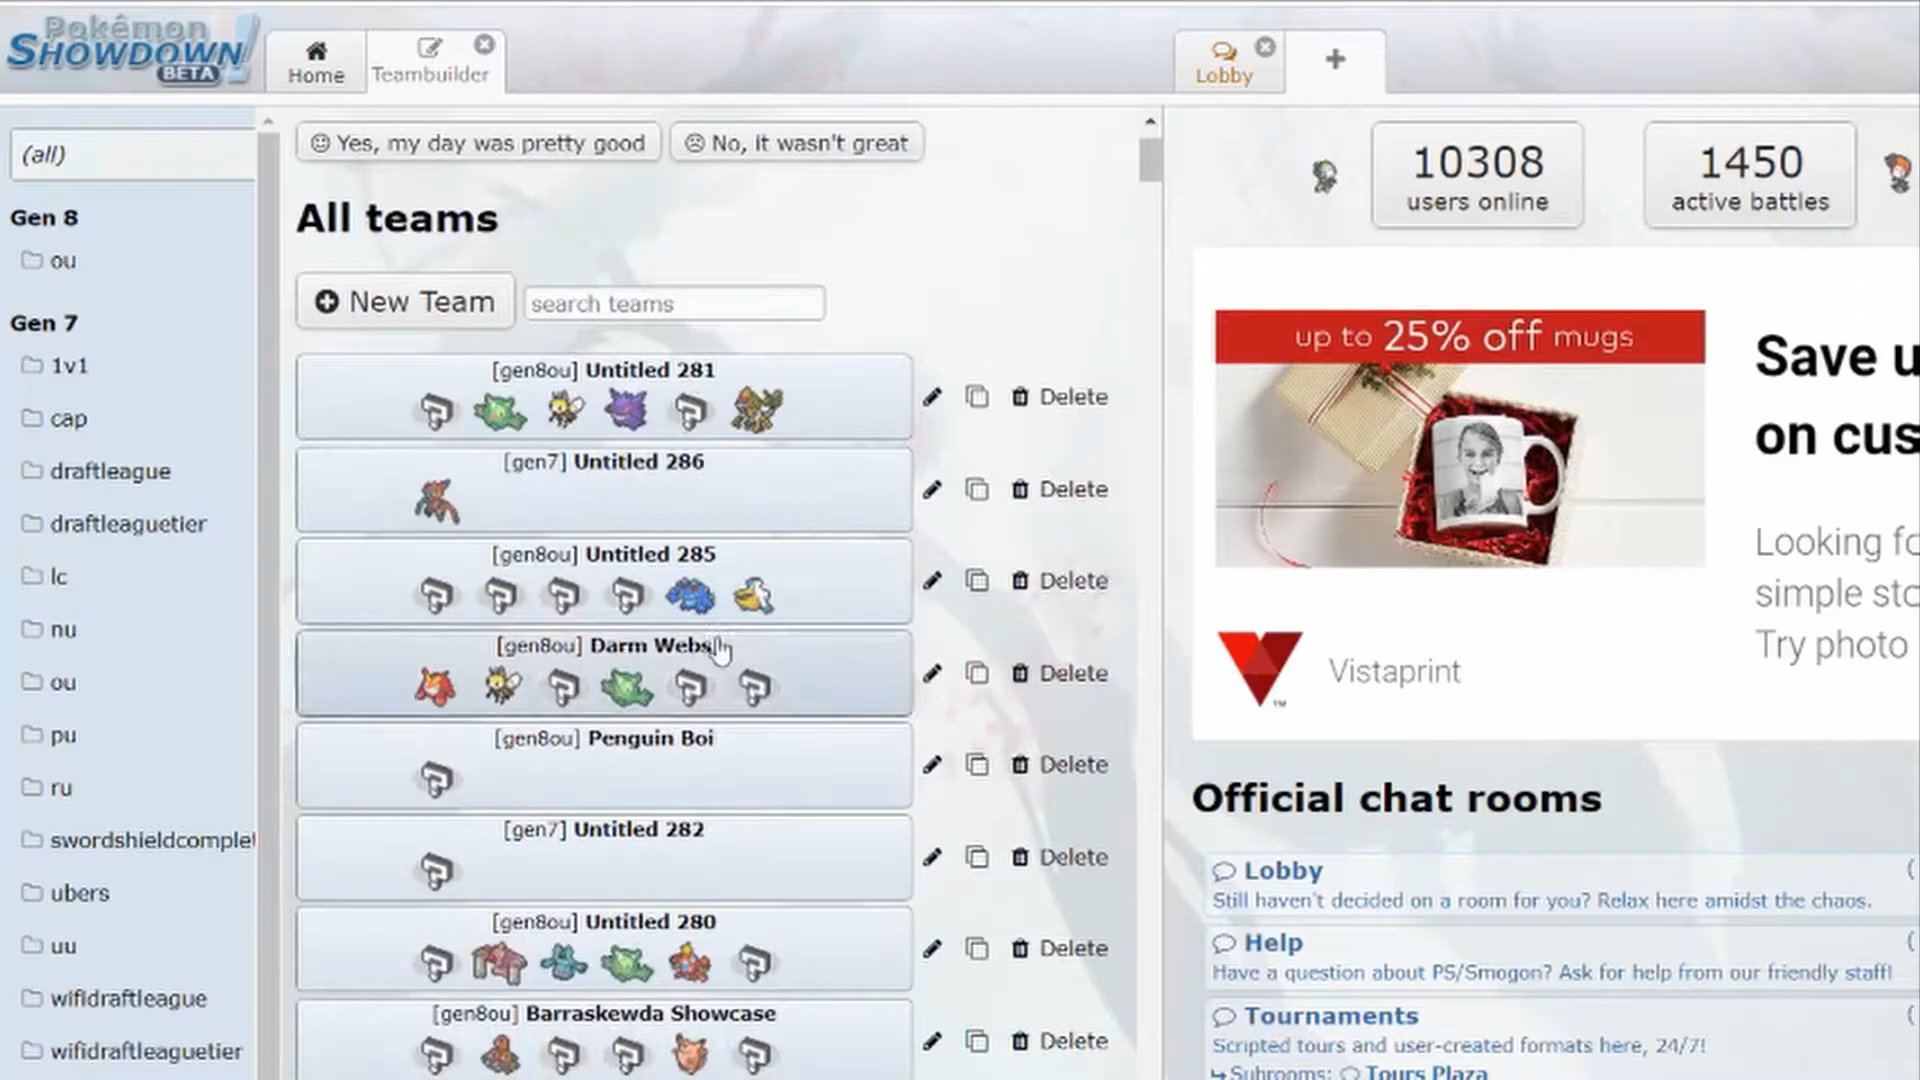 Pokémon
SHOWDOWN!
BETA
Home
Teambuilder
Lobby
(all)
Gen 8
ou
Gen 7
1v1
cap
draftleague
draftleaguetier
lc
nu
ou
pu
ru
swordshieldcomplet
ubers
uu
wifidraftleague
wifidraftleaguetier
Yes, my day was pretty good
No, it wasn't great
All teams
New Team
search teams
[gen8ou] Untitled 281
Delete
[gen7] Untitled 286
Delete
[gen8ou] Untitled 285
Delete
[gen8ou] Darm Webs
Delete
[gen8ou] Penguin Boi
Delete
[gen7] Untitled 282
Delete
[gen8ou] Untitled 280
Delete
[gen8ou] Barraskewda Showcase
Delete
10308
users online
1450
active battles
up to 25% off mugs
Save u
on cus
Looking fo
simple sto
Try photo
Vistaprint
TM
Official chat rooms
Lobby
Still haven't decided on a room for you? Relax here amidst the chaos.
Help
Have a question about PS/Smogon? Ask for help from our friendly staff!
Tournaments
Scripted tours and user-created formats here, 24/7!
Subrooms: Tours Plaza